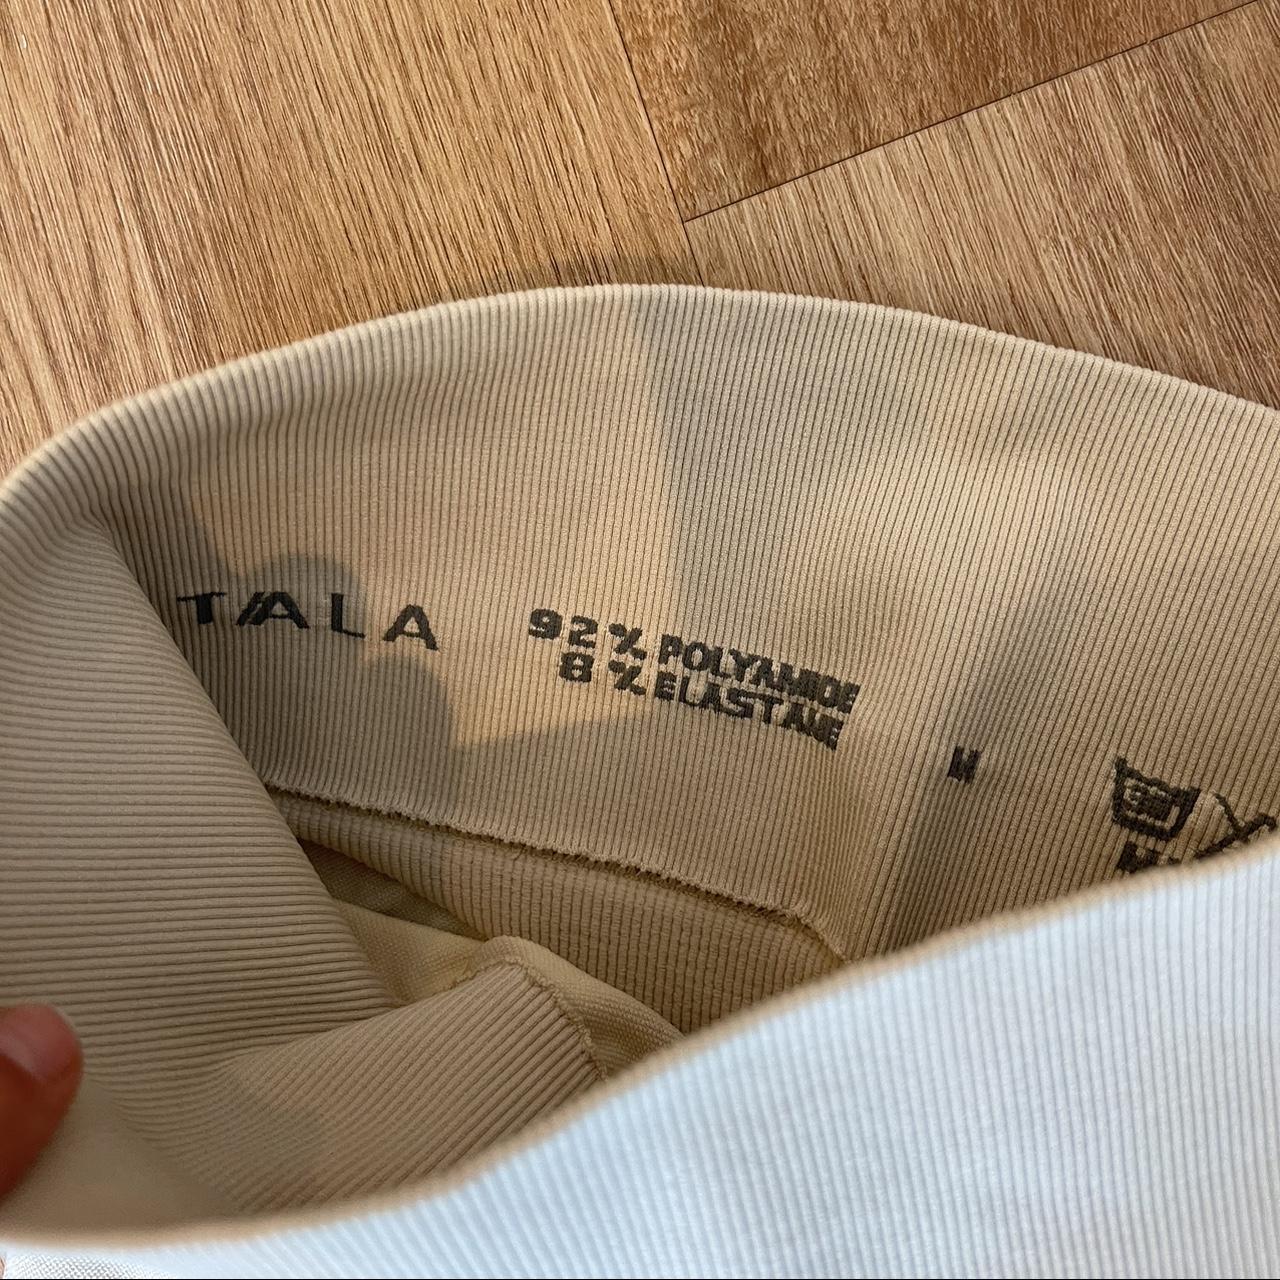 TALA
92% POLYAMIDE
8% ELASTANE
M